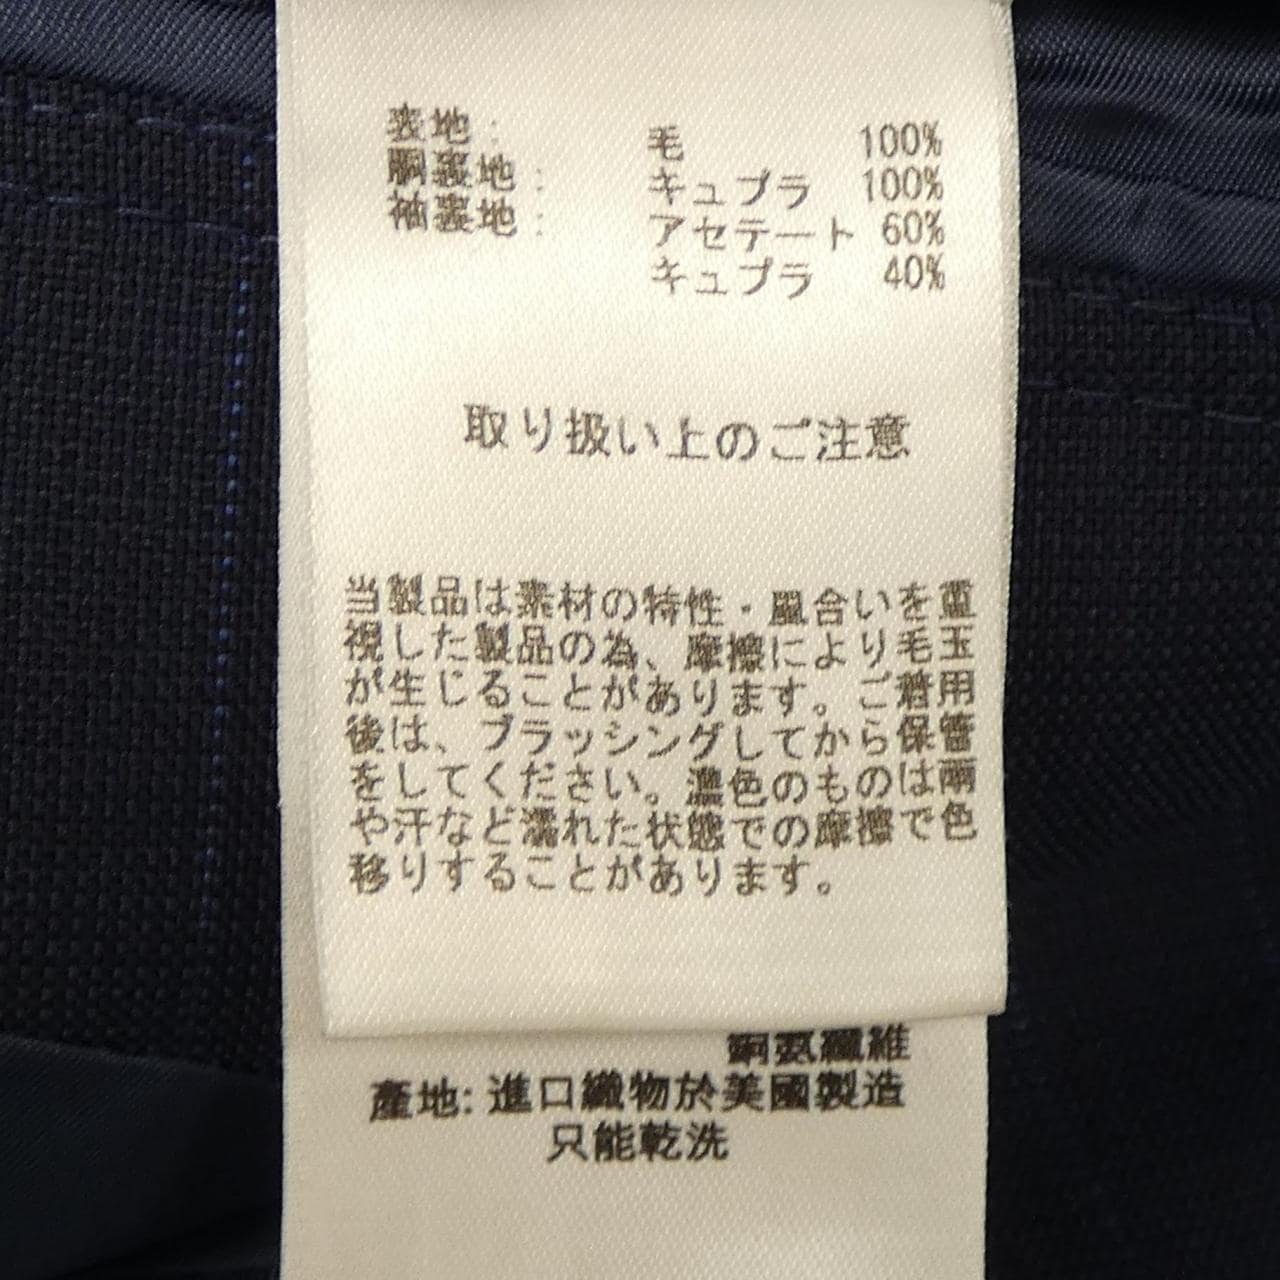 表地： 毛 100%
胴裏地： キュプラ 100%
袖裏地： アセテート 60%
キュプラ 40%
取り扱い上のご注意
当製品は素材の特性・風合いを重
視した製品の為、摩擦により毛玉
が生じることがあります。ご着用
後は、ブラッシングしてから保管
をしてください。濃色のものは雨
や汗など濡れた状態での摩擦で色
移りすることがあります。
銅氨纖維
產地: 進口織物於美國製造
只能乾洗